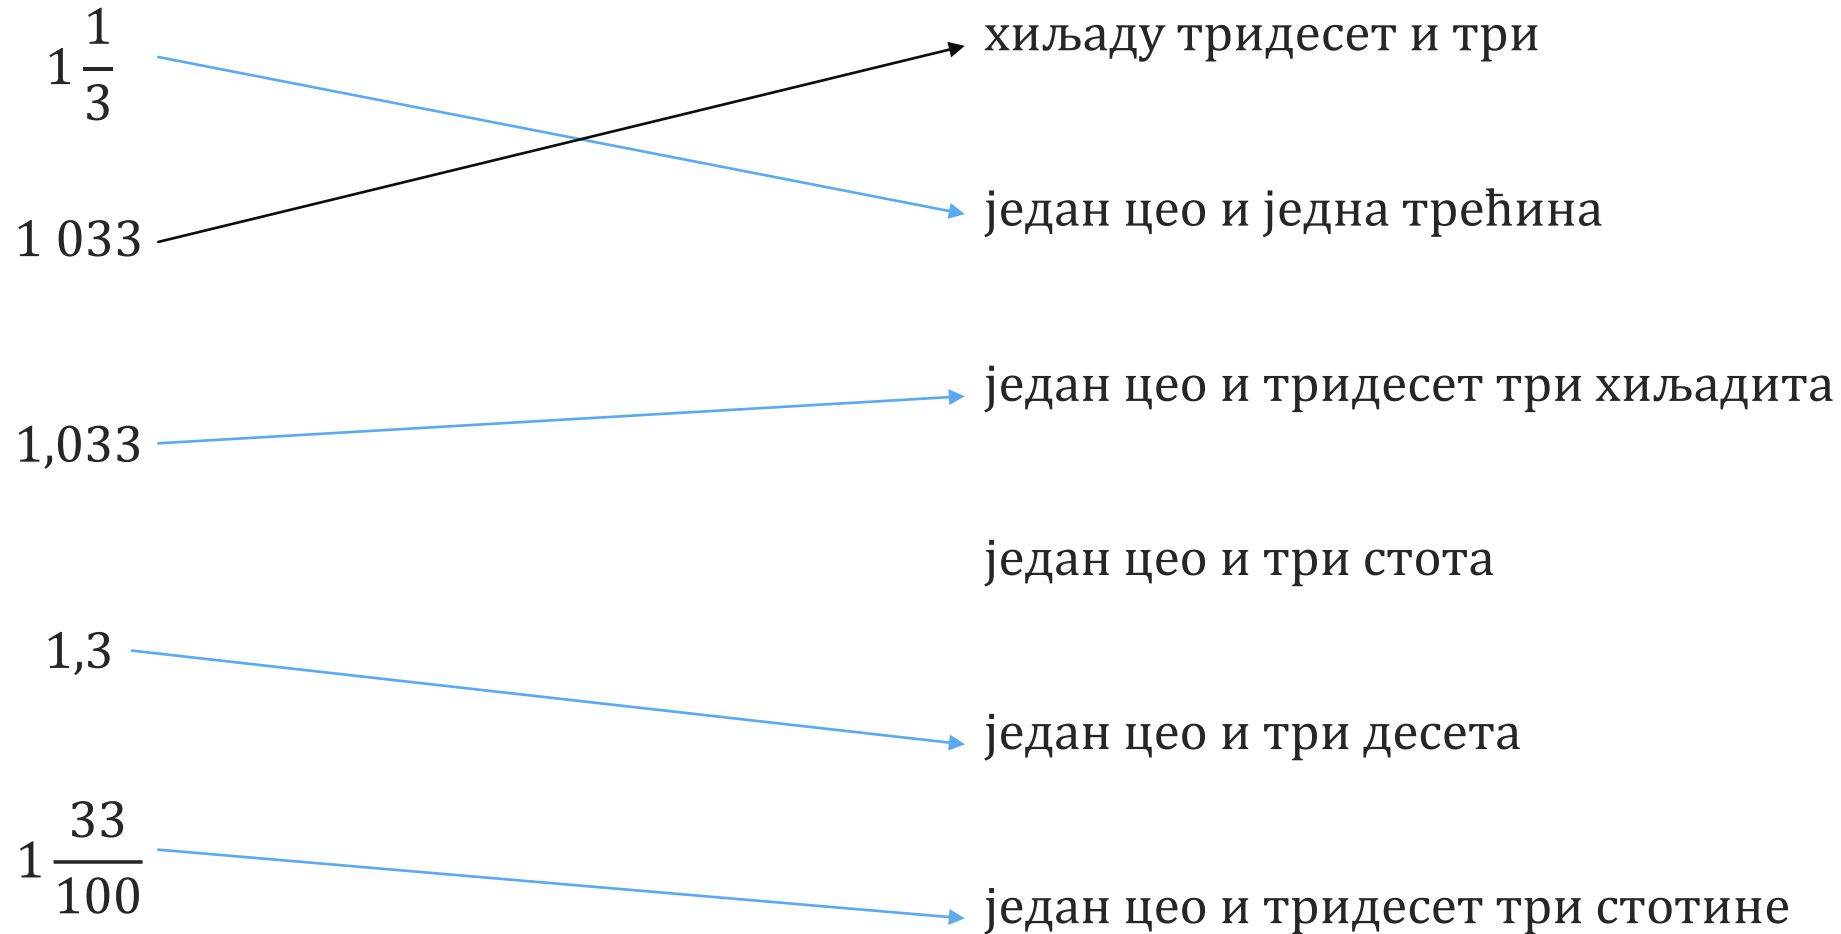 1 1/3
хиљаду тридесет и три
један цео и једна трећина
1 033
један цео и тридесет три хиљадита
1,033
један цео и три стота
1,3
један цео и три десета
1 33/100
један цео и тридесет три стотине